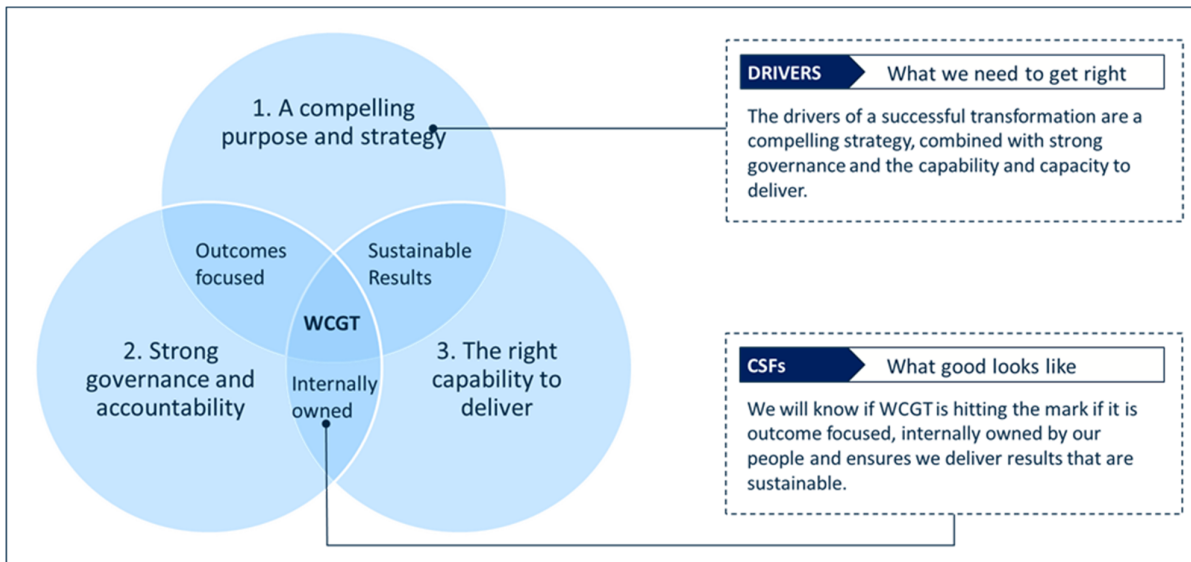 1. A compelling
purpose and strategy
Outcomes
focused
Sustainable
Results
WCGT
2. Strong
governance and
accountability
Internally
owned
3. The right
capability to
deliver
DRIVERS
What we need to get right
The drivers of a successful transformation are a
compelling strategy, combined with strong
governance and the capability and capacity to
deliver.
CSFs
What good looks like
We will know if WCGT is hitting the mark if it is
outcome focused, internally owned by our
people and ensures we deliver results that are
sustainable.